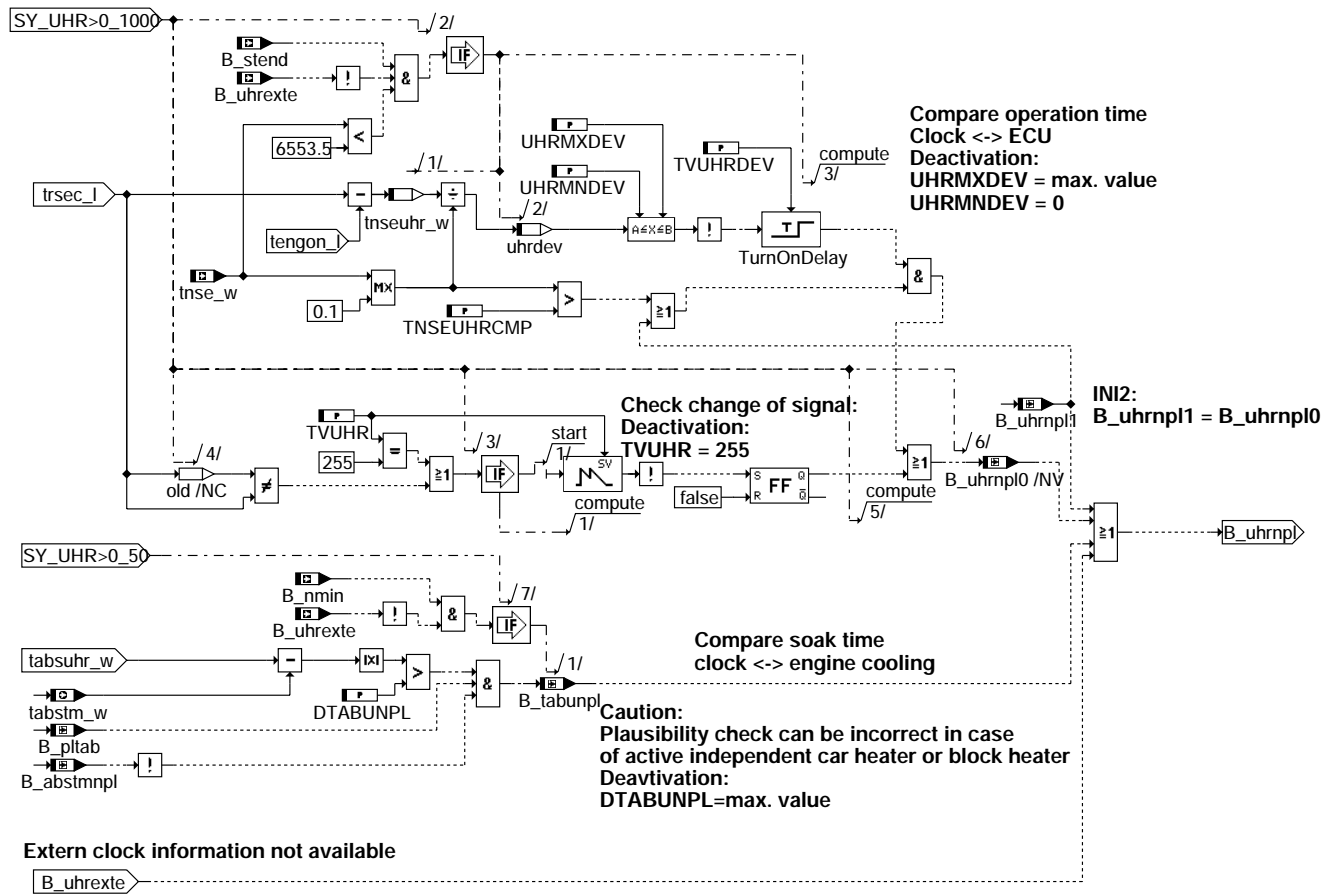 SY_UHR>0_1000
/2/
B_stend
IF
B_uhrexte
!
&
<
6553.5
UHRMXDEV
TVUHRDEV
Compare operation time
Clock <-> ECU
Deactivation:
UHRMXDEV = max. value
UHRMNDEV = 0
/1/
compute
3/
UHRMNDEV
trsec_l
−
tnseuhr_w
÷
/2/
tengon_l
uhrdev
A≤X≤B
!
T
TurnOnDelay
tnse_w
MX
0.1
TNSEUHRCMP
>
≥1
&
INI2:
B_uhrnpl1 = B_uhrnpl0
B_uhrnpl1
Check change of signal:
Deactivation:
TVUHR = 255
TVUHR
255
=
/4/
old /NC
≠
≥1
/3/
IF
start
1/
SV
!
compute
1/
false
S Q
FF
R Q
≥1
compute
5/
/6/
B_uhrnpl0 /NV
≥1
B_uhrnpl
SY_UHR>0_50
/7/
B_nmin
B_uhrexte
!
&
IF
tabsuhr_w
−
|X|
>
&
/1/
B_tabunpl
tabstm_w
DTABUNPL
B_pltab
B_abstmnpl
!
Compare soak time
clock <-> engine cooling
Caution:
Plausibility check can be incorrect in case
of active independent car heater or block heater
Deavtivation:
DTABUNPL=max. value
Extern clock information not available
B_uhrexte